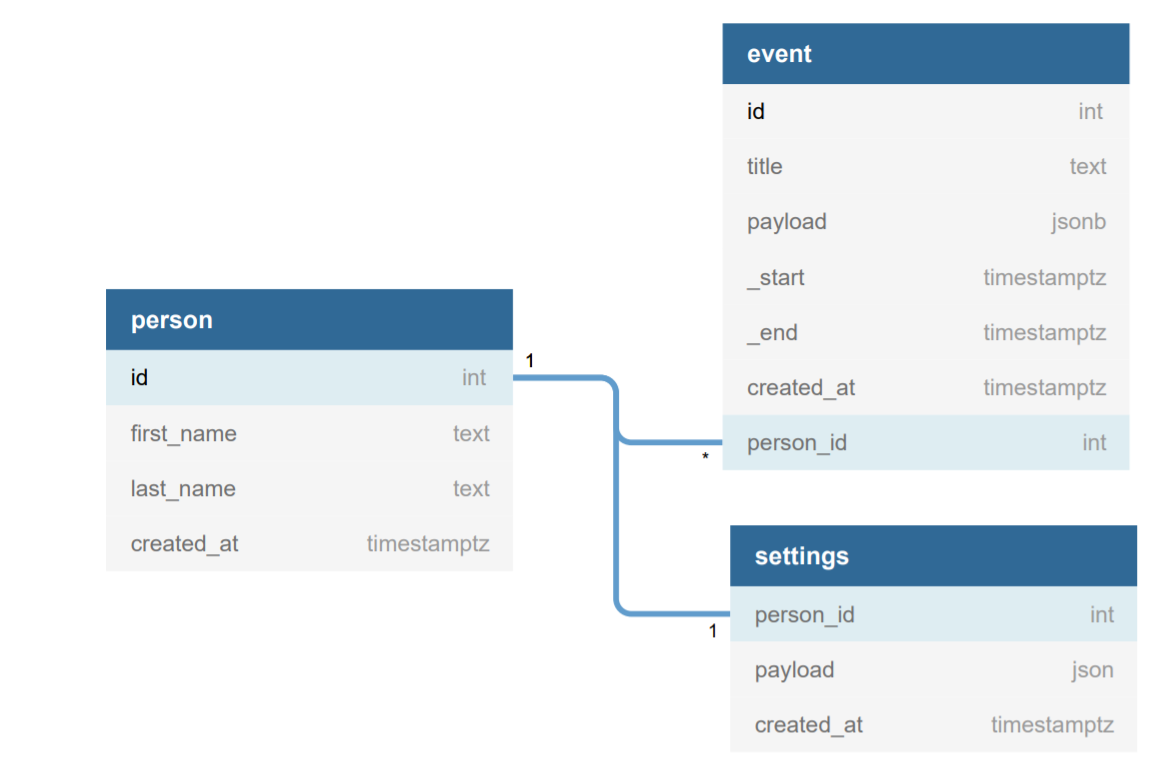 event
id int
title text
payload jsonb
_start timestamptz
_end timestamptz
created_at timestamptz
person_id int
person
id int
first_name text
last_name text
created_at timestamptz
1
*
1
settings
person_id int
payload json
created_at timestamptz